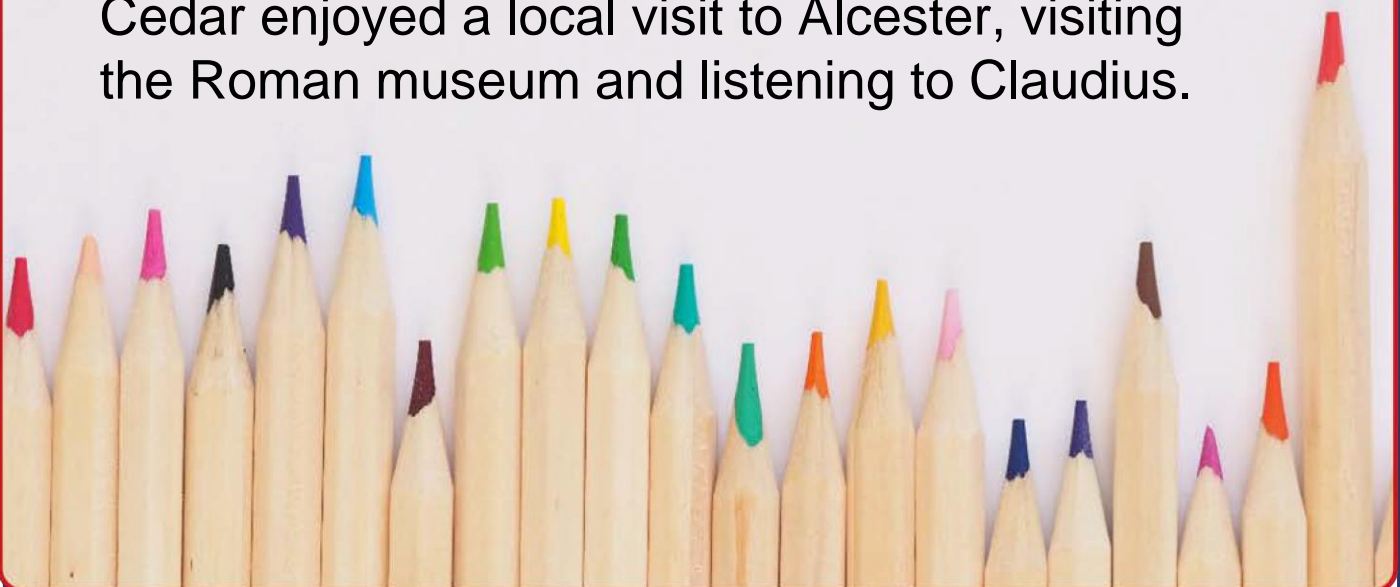 Cedar enjoyed a local visit to Alcester, visiting
the Roman museum and listening to Claudius.